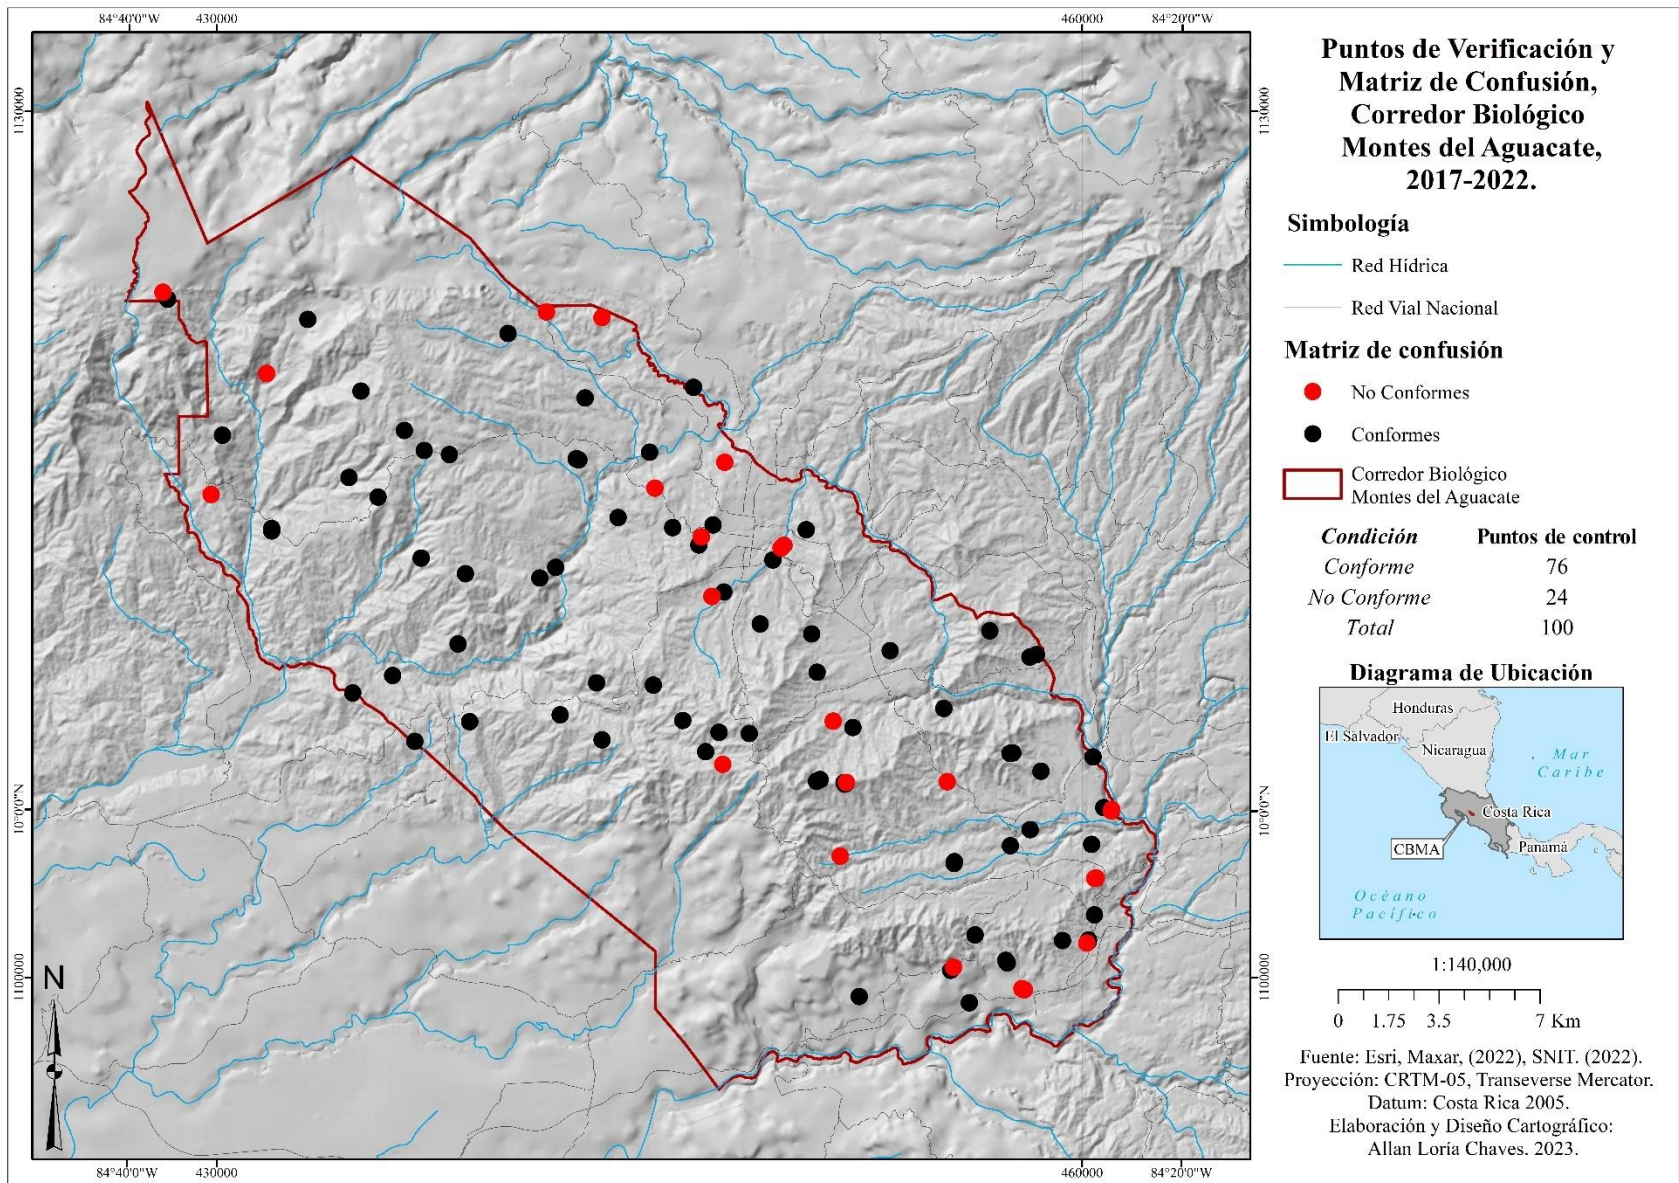 84°40'0"W
430000
460000
84°20'0"W
1130000
1130000
10°0'0"N
10°0'0"N
1100000
1100000
N
84°40'0"W
430000
460000
84°20'0"W
Puntos de Verificación y
Matriz de Confusión,
Corredor Biológico
Montes del Aguacate,
2017-2022.
Simbología
Red Hídrica
Red Vial Nacional
Matriz de confusión
No Conformes
Conformes
Corredor Biológico
Montes del Aguacate
Condición Puntos de control
Conforme 76
No Conforme 24
Total 100
Diagrama de Ubicación
Honduras
El Salvador
Nicaragua
Mar
Caribe
Costa Rica
CBMA
Panamá
Océano
Pacífico
1:140,000
0 1.75 3.5 7 Km
Fuente: Esri, Maxar, (2022), SNIT. (2022).
Proyección: CRTM-05, Transeverse Mercator.
Datum: Costa Rica 2005.
Elaboración y Diseño Cartográfico:
Allan Loría Chaves. 2023.